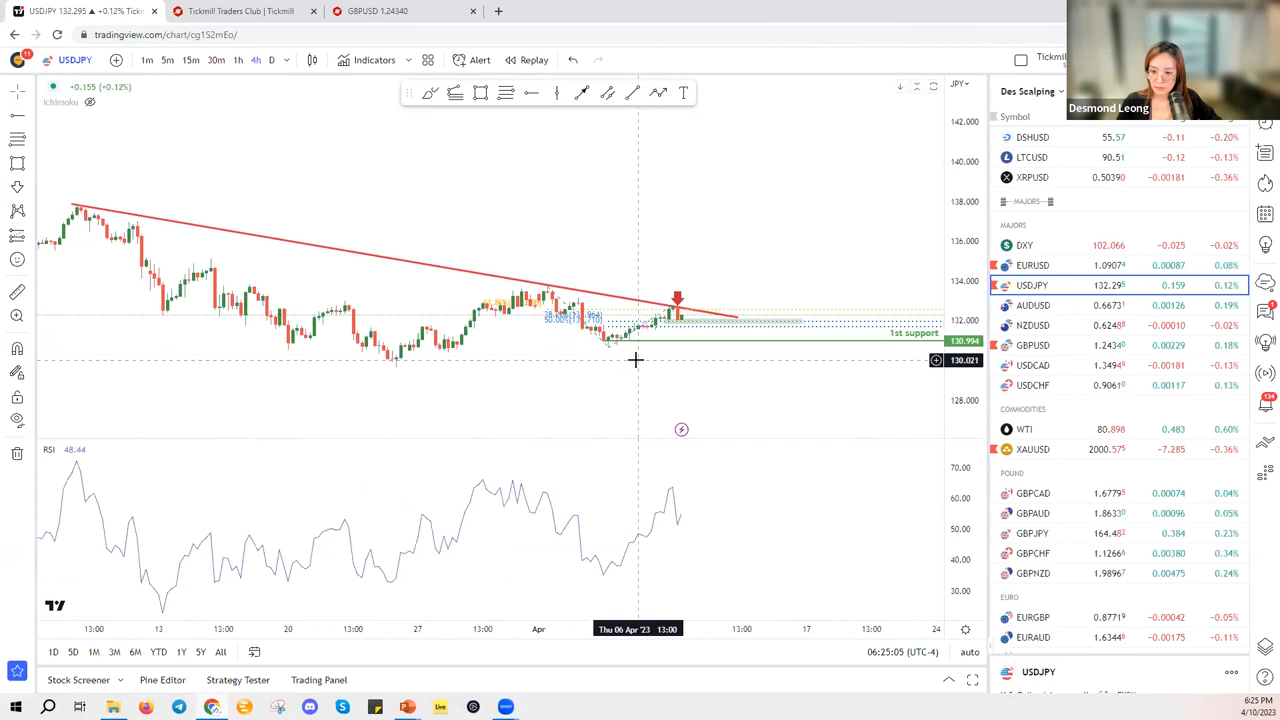 USDJPY 132.295 ▲ +0.12% Tickm
Tickmill Traders Club | Tickmill
GBPUSD 1.24340
tradingview.com/chart/cg1S2mEo/
11
USDJPY
1m 5m 15m 30m 1h 4h D
Indicators
Alert
Replay
Tickm
Desmond Leong
+0.155 (+0.12%)
Ichimoku
JPY
142.000
140.000
138.000
136.000
134.000
132.000
1st support
130.994
130.021
128.000
RSI 48.44
70.00
60.00
50.00
40.00
30.00
13:00 13 13:00 20 13:00 27 13:00 Apr Thu 06 Apr '23 13:00 13:00 17 13:00 24
1D 5D 1M 3M 6M YTD 1Y 5Y All
06:25:05 (UTC-4)
auto
Stock Screener Pine Editor Strategy Tester Trading Panel
Des Scalping
Symbol
DSHUSD 55.57 −0.11 −0.20%
LTCUSD 90.51 −0.12 −0.13%
XRPUSD 0.50390 −0.00181 −0.36%
MAJORS
MAJORS
DXY 102.066 −0.025 −0.02%
EURUSD 1.09074 0.00087 0.08%
USDJPY 132.295 0.159 0.12%
AUDUSD 0.66731 0.00126 0.19%
NZDUSD 0.62488 −0.00010 −0.02%
GBPUSD 1.24340 0.00229 0.18%
USDCAD 1.34949 −0.00181 −0.13%
USDCHF 0.90610 0.00117 0.13%
COMMODITIES
WTI 80.898 0.483 0.60%
XAUUSD 2000.575 −7.285 −0.36%
POUND
GBPCAD 1.67795 0.00074 0.04%
GBPAUD 1.86330 0.00096 0.05%
GBPJPY 164.482 0.384 0.23%
GBPCHF 1.12666 0.00380 0.34%
GBPNZD 1.98967 0.00475 0.24%
EURO
EURGBP 0.87719 −0.00042 −0.05%
EURAUD 1.63446 −0.00175 −0.11%
USDJPY
1
134
Live
zoom
6:25 PM
4/10/2023